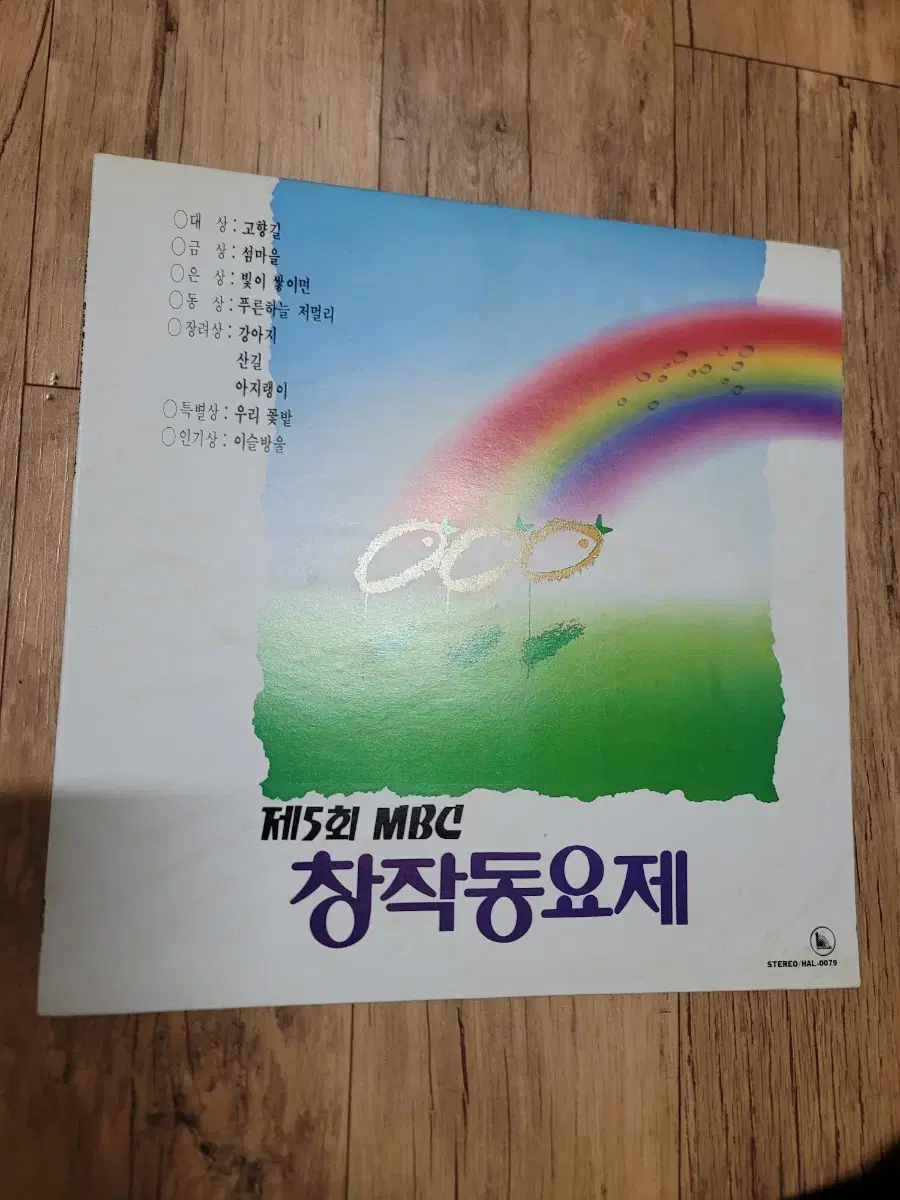 ○대 상 : 고향길
○금 상 : 섬마을
○은 상 : 빛이 쌓이면
○동 상 : 푸른하늘 저멀리
○장려상 : 강아지
산길
아지랭이
○특별상 : 우리 꽃밭
○인기상 : 이슬방울
제5회 MBC
창작동요제
STEREO/HAL-0079